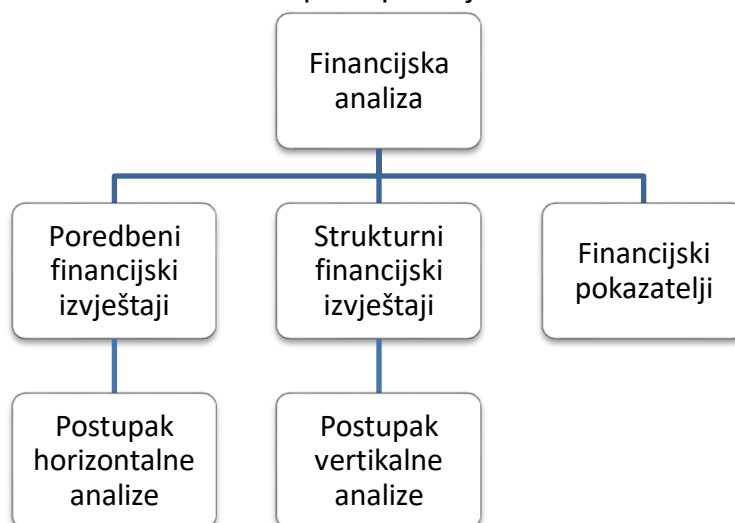 Financijska
analiza
Poredbeni
financijski
izvještaji
Strukturni
financijski
izvještaji
Financijski
pokazatelji
Postupak
horizontalne
analize
Postupak
vertikalne
analize